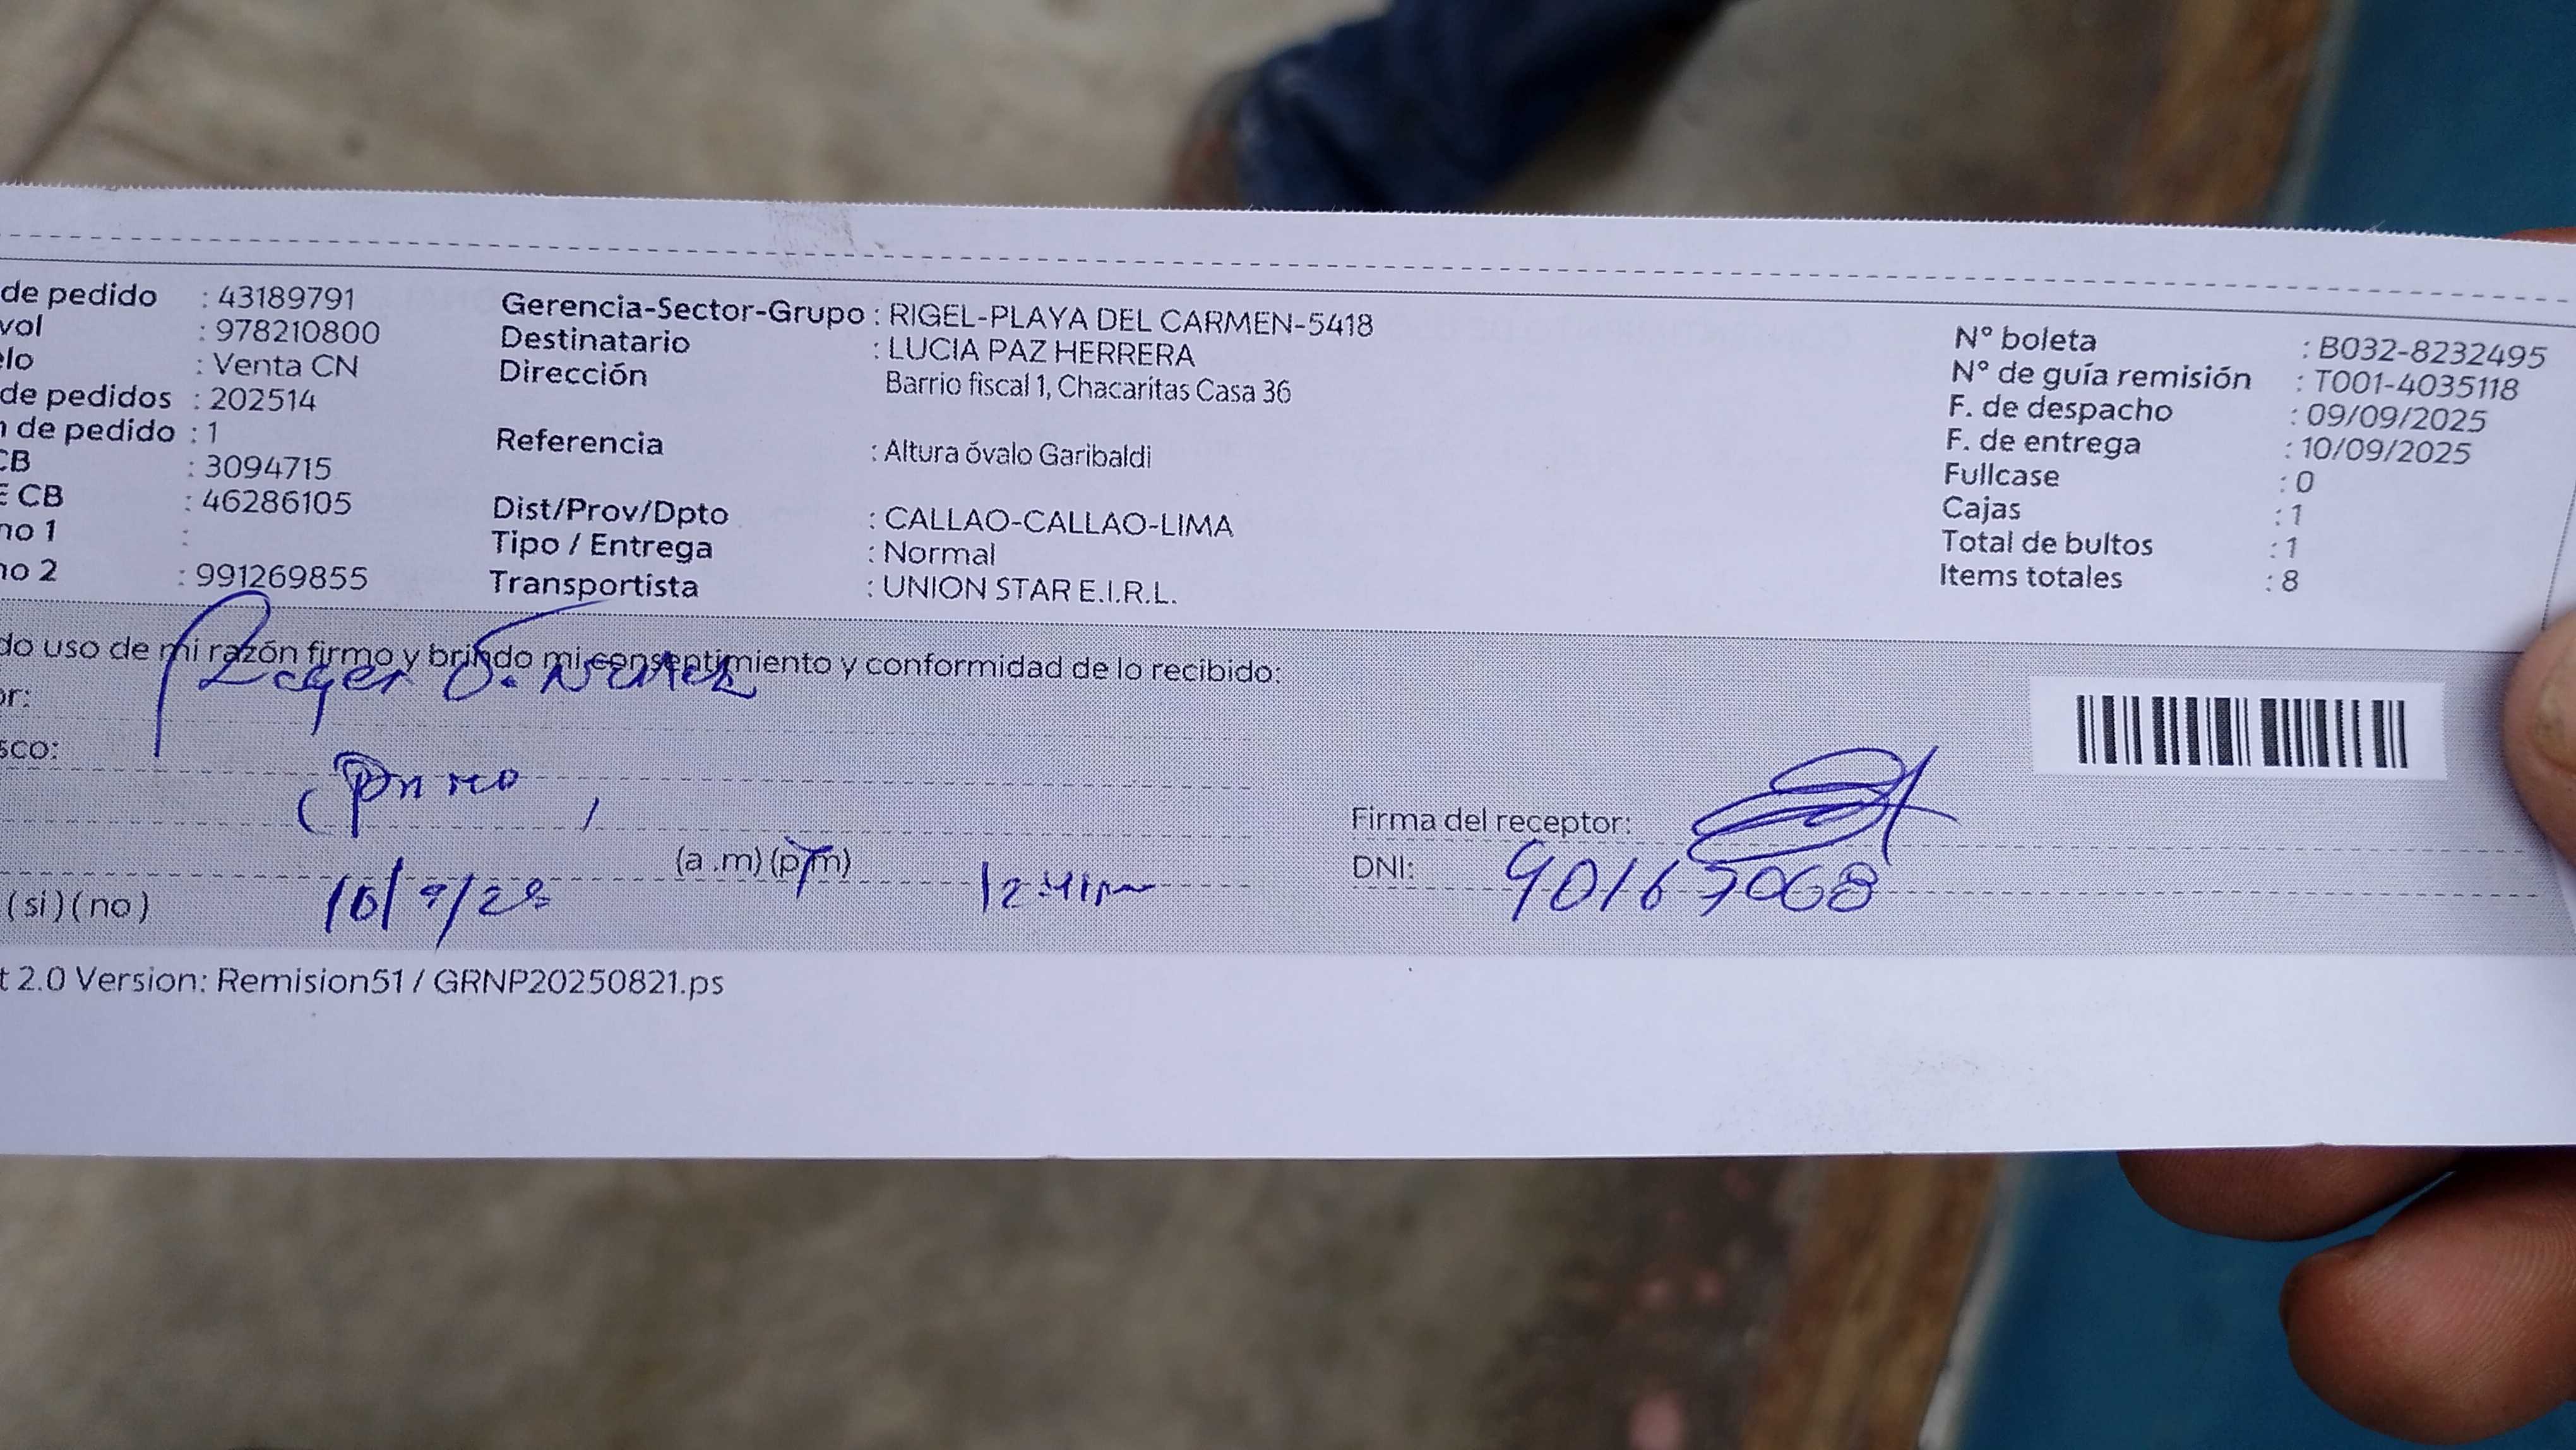 de pedido : 43189791
val : 978210800
elo : Venta CN
de pedidos : 202514
n de pedido : 1
CB : 3094715
E CB : 46286105
no 1 :
no 2 : 991269855
Gerencia-Sector-Grupo : RIGEL-PLAYA DEL CARMEN-5418
Destinatario : LUCIA PAZ HERRERA
Dirección Barrio fiscal 1, Chacaritas Casa 36
Referencia : Altura óvalo Garibaldi
Dist/Prov/Dpto : CALLAO-CALLAO-LIMA
Tipo / Entrega : Normal
Transportista : UNION STAR E.I.R.L.
N° boleta : B032-8232495
N° de guía remisión : T001-4035118
F. de despacho : 09/09/2025
F. de entrega : 10/09/2025
Fullcase : 0
Cajas : 1
Total de bultos : 1
Items totales : 8
do uso de mi razón firmo y brindo mi consentimiento y conformidad de lo recibido:
or:
sco:
(a.m) (p.m)
Firma del receptor:
DNI: 40167068
(si) (no) 10/9/25
t 2.0 Version: Remision51 / GRNP20250821.ps